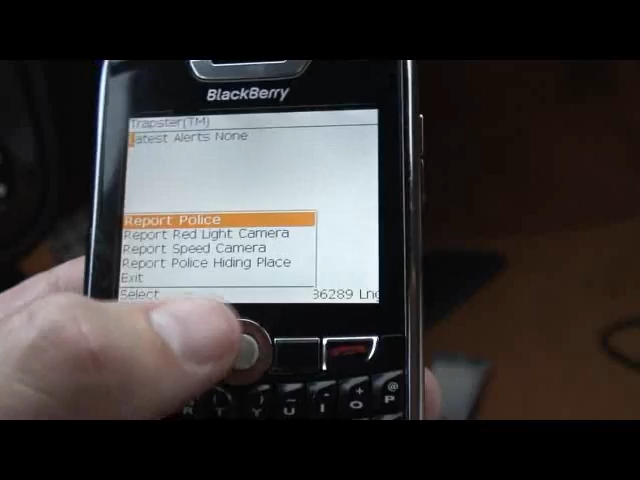 BlackBerry
Trapster(TM)
Latest Alerts None
Report Police
Report Red Light Camera
Report Speed Camera
Report Police Hiding Place
Exit
Select
36289 Lng
+
@
R
T
Y
U
I
O
P